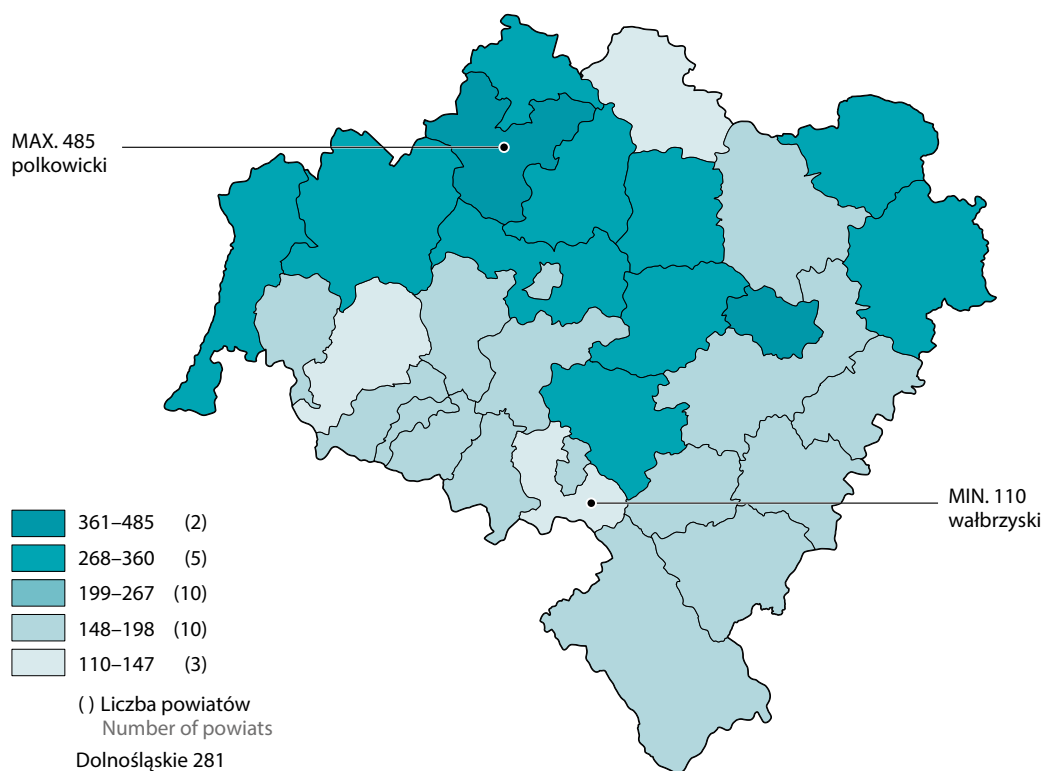 MAX. 485
polkowicki
MIN. 110
wałbrzyski
361–485 (2)
268–360 (5)
199–267 (10)
148–198 (10)
110–147 (3)
( ) Liczba powiatów
Number of powiats
Dolnośląskie 281